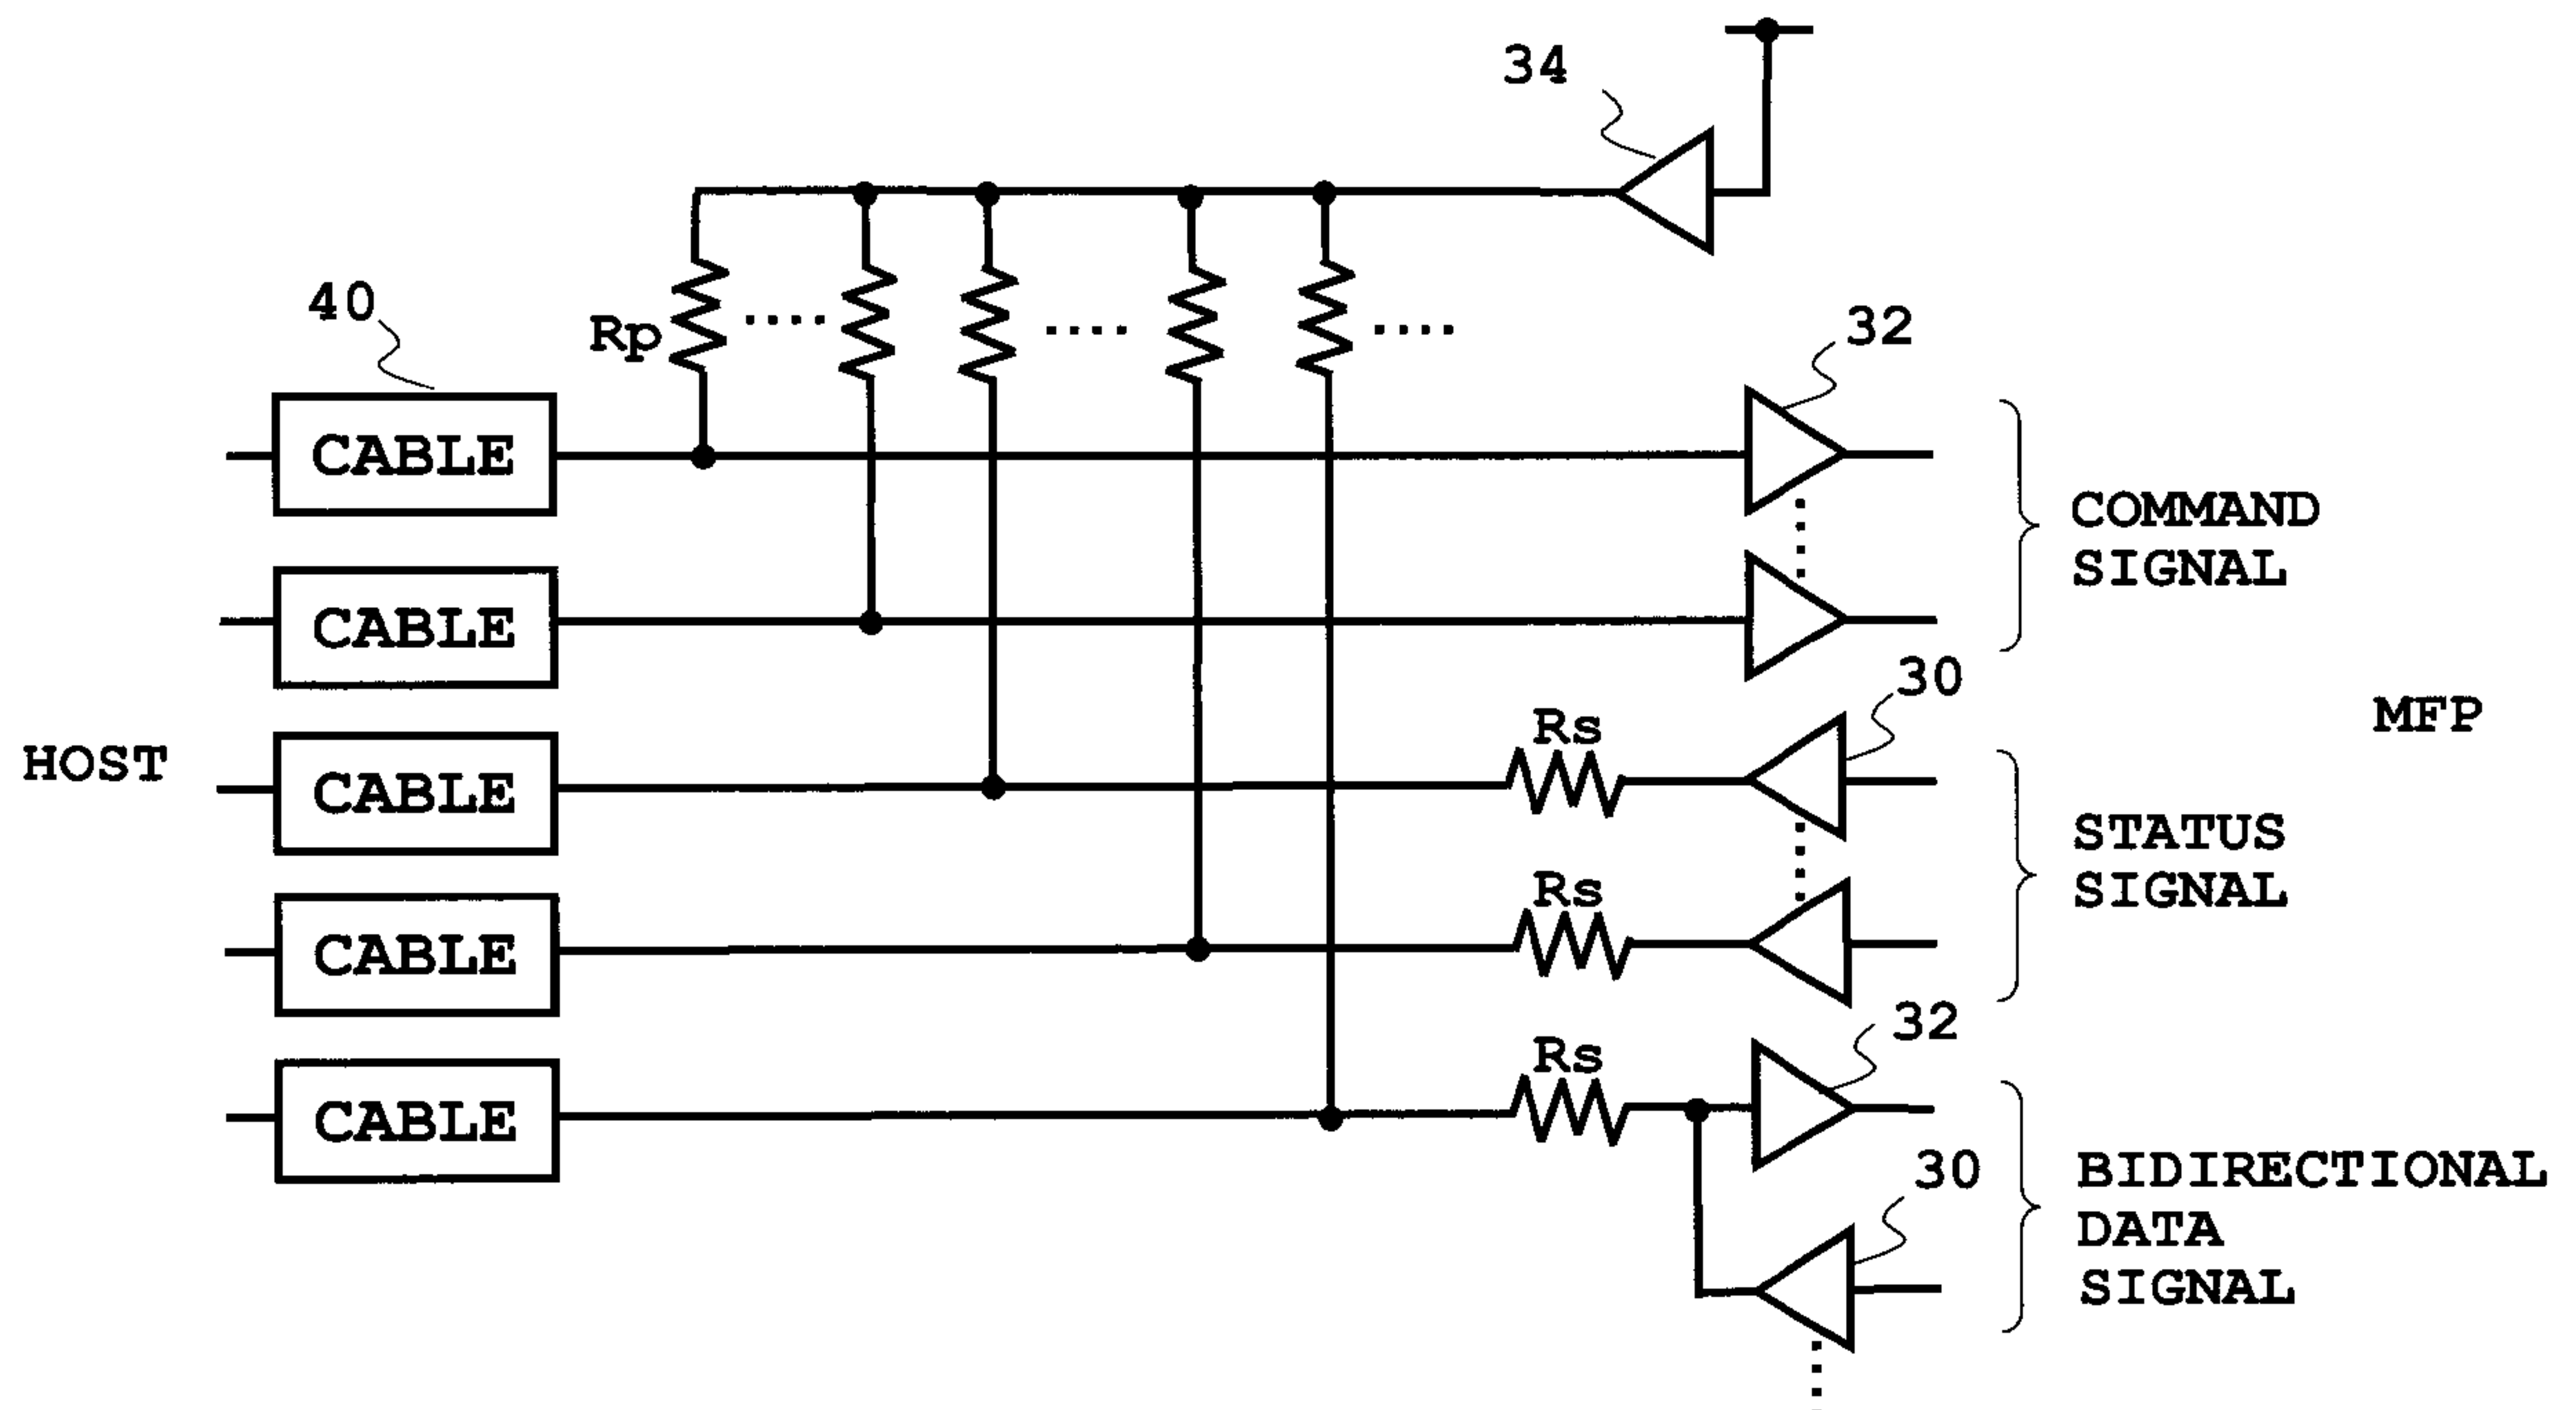 34
40
Rp
32
CABLE
COMMAND
SIGNAL
CABLE
30
Rs
MFP
HOST
CABLE
STATUS
SIGNAL
Rs
CABLE
32
Rs
CABLE
30
BIDIRECTIONAL
DATA
SIGNAL